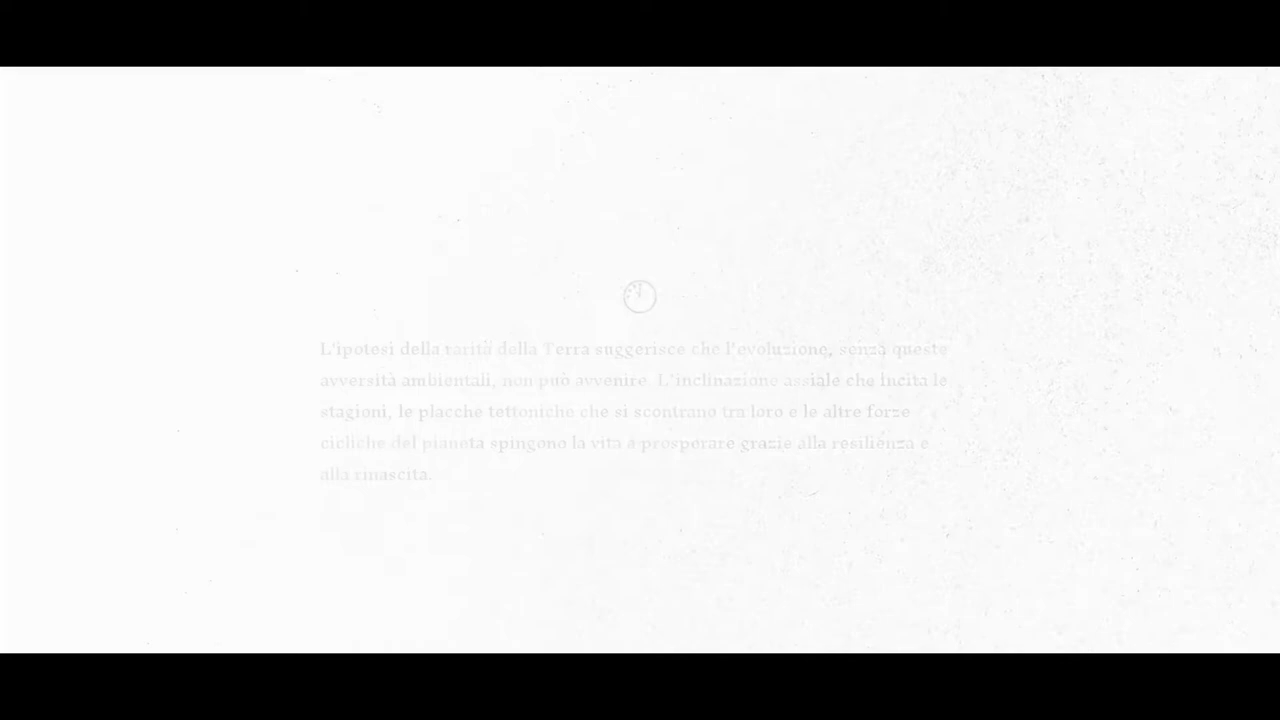 L'ipotesi della rarità della Terra suggerisce che l'evoluzione, senza queste
avversità ambientali, non può avvenire. L'inclinazione assiale che incita le
stagioni, le placche tettoniche che si scontrano tra loro e le altre forze
cicliche del pianeta spingono la vita a prosperare grazie alla resilienza e
alla rinascita.